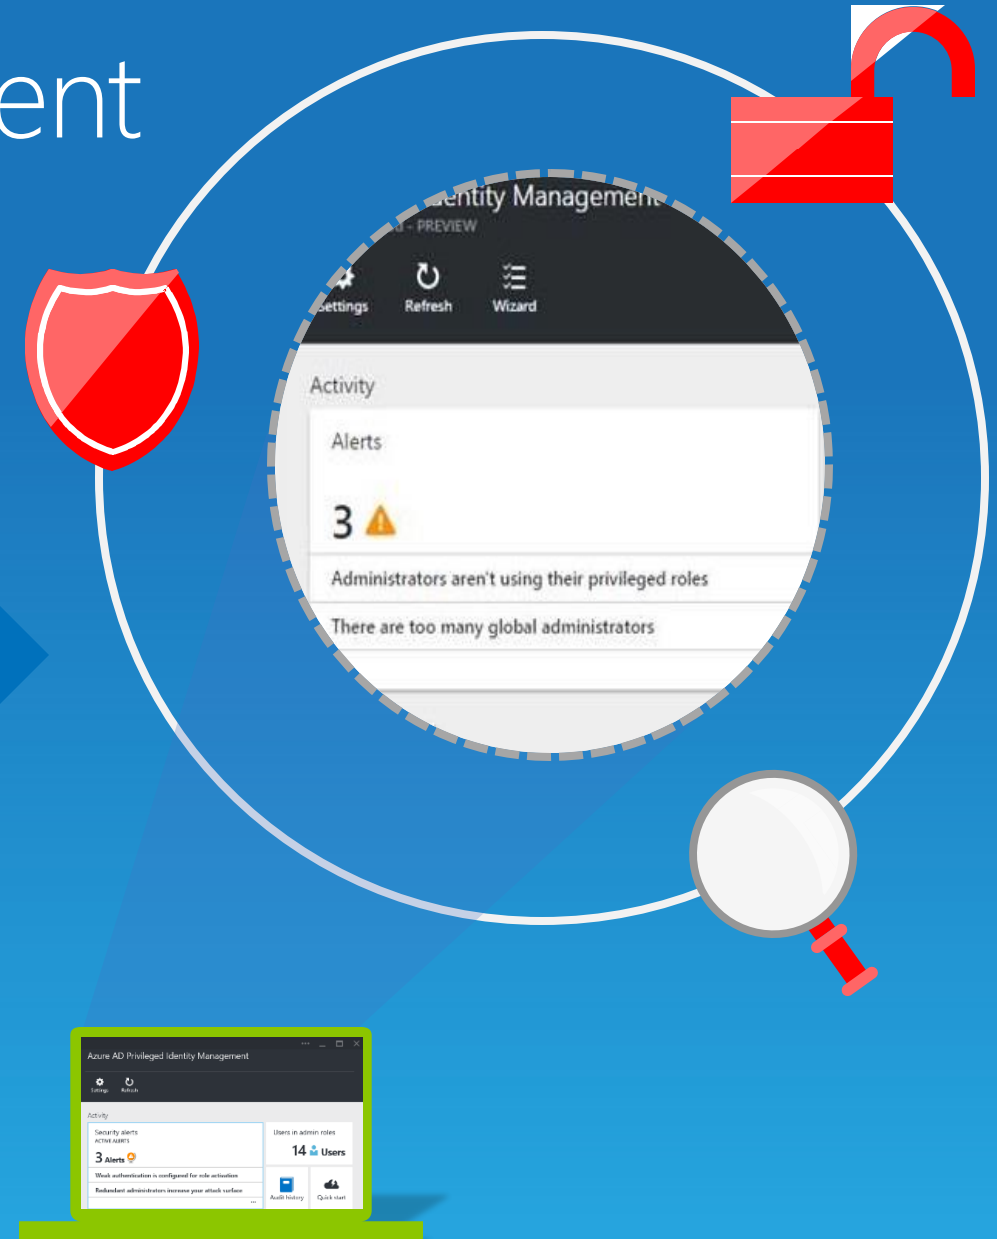 ent
entity Management
d - PREVIEW
Settings
Refresh
Wizard
Activity
Alerts
3
Administrators aren't using their privileged roles
There are too many global administrators
Azure AD Privileged Identity Management
Settings
Refresh
Activity
Security alerts
ACTIVE ALERTS
3 Alerts
Weak authentication is configured for role activation
Redundant administrators increase your attack surface
...
Users in admin roles
14 Users
Audit history
Quick start